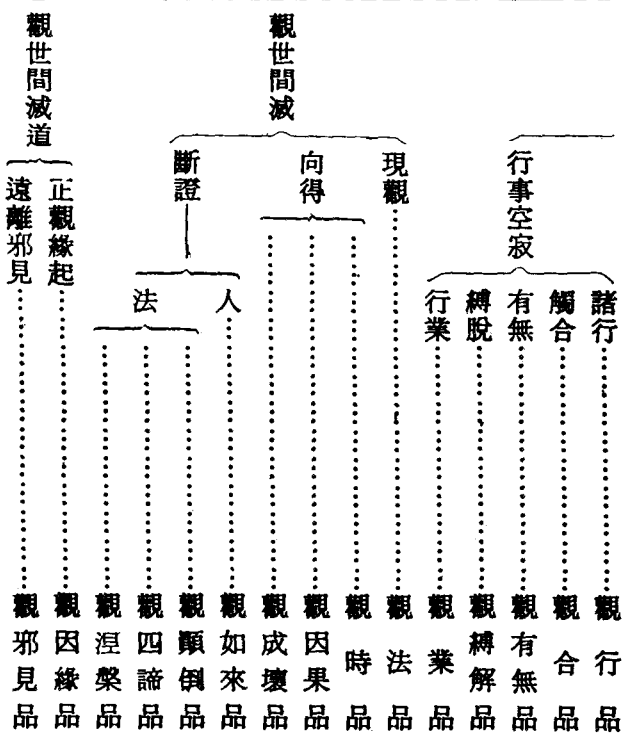 行事空寂
諸行……觀行品
觸合……觀合品
有無……觀有無品
縛脫……觀縛解品
行業……觀業品
觀世間滅
現觀……觀法品
向得
……觀時品
……觀因果品
……觀成壞品
斷證
人……觀如來品
法
……觀顚倒品
……觀四諦品
……觀涅槃品
觀世間滅道
正觀緣起……觀因緣品
遠離邪見……觀邪見品